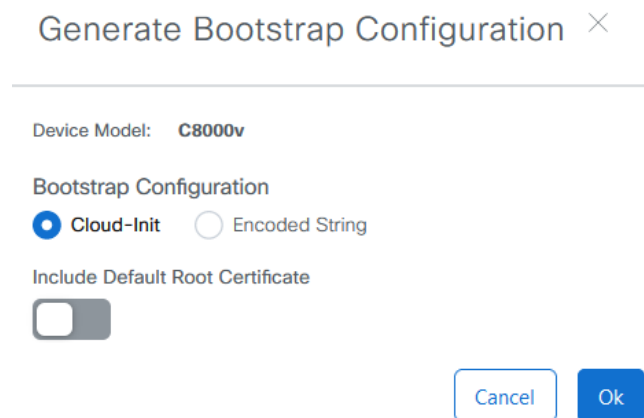 Generate Bootstrap Configuration
Device Model: C8000v
Bootstrap Configuration
Cloud-Init Encoded String
Include Default Root Certificate
Cancel Ok